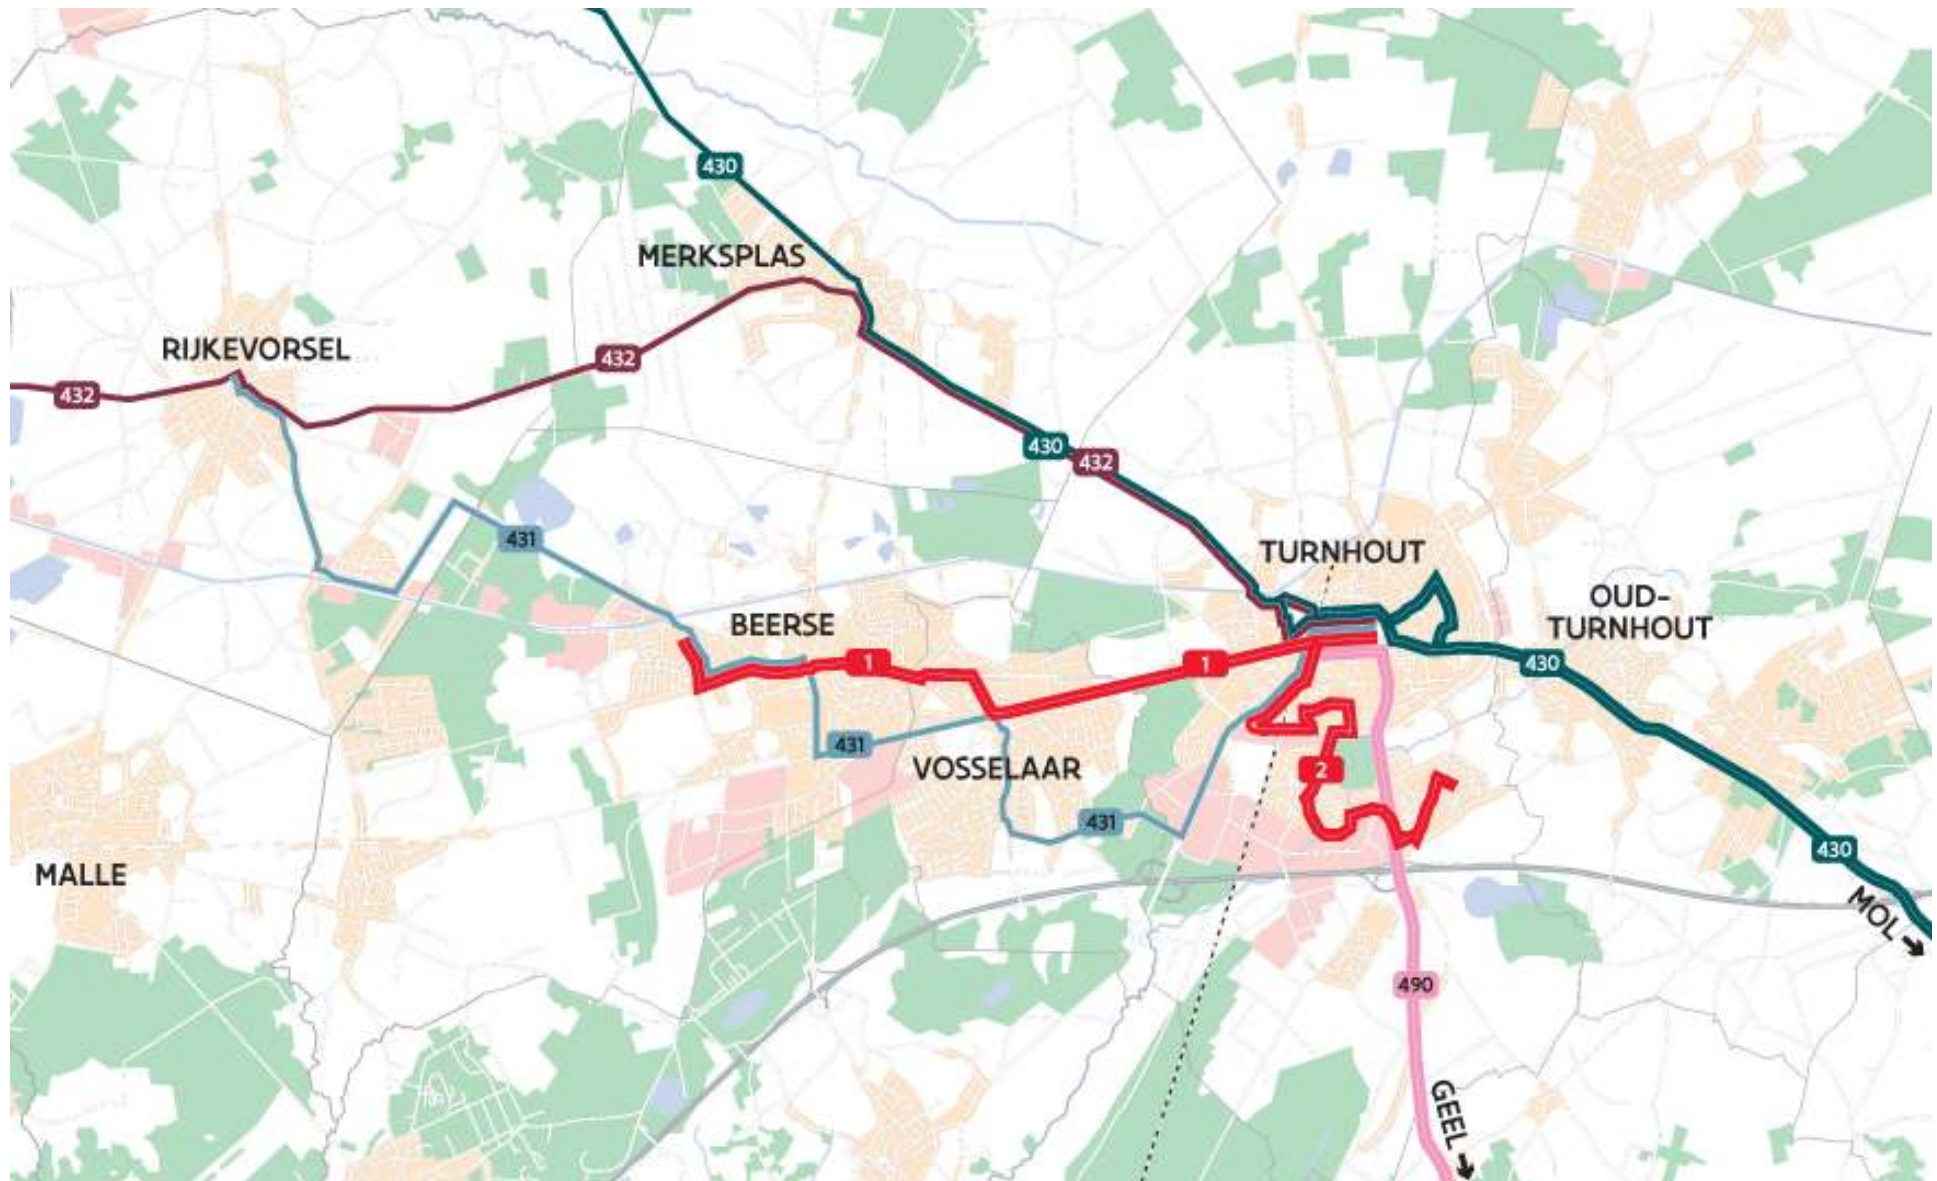 430
MERKSPLAS
RIJKEVORSEL
432
432
430
432
431
TURNHOUT
OUD-
TURNHOUT
BEERSE
1
1
430
431
VOSSELAAR
2
431
MALLE
430
MOL
490
GEEL